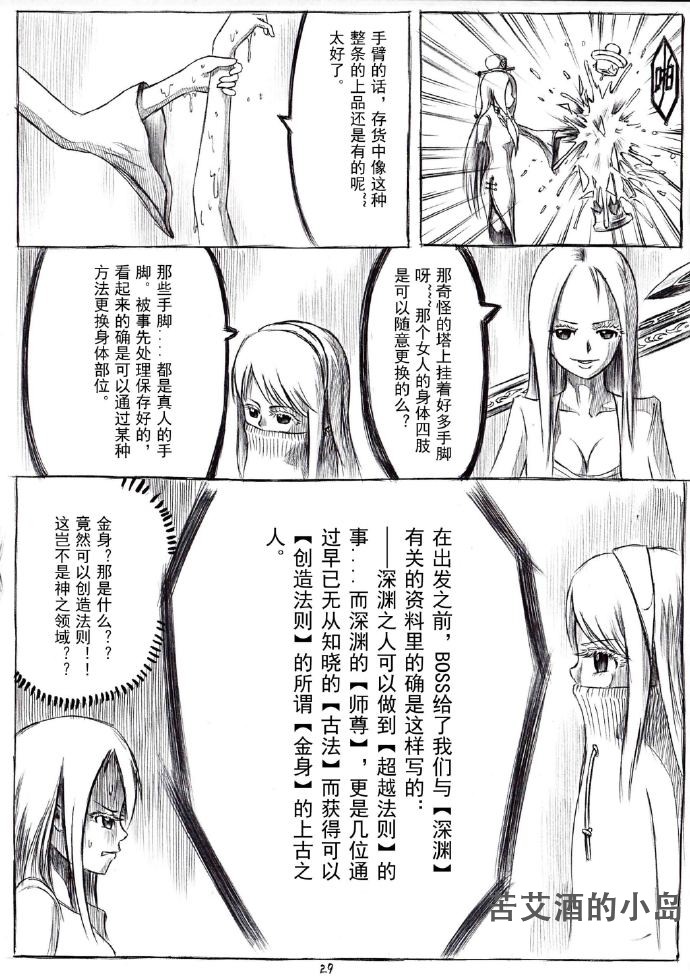 啪
手臂的话，存货中像这种
整条的上品还是有的呢~~
太好了。
那奇怪的塔上挂着好多手脚
呀~~~那个女人的身体四肢
是可以随意更换的么？
那些手脚....都是真人的手
脚。被事先处理保存好的，
看起来的确是可以通过某种
方法更换身体部位。
在出发之前，BOSS给了我们与【深渊】
有关的资料里的确是这样写的：
——深渊之人可以做到【超越法则】的
事....而深渊的【师尊】，更是几位通
过早已无从知晓的【古法】而获得可以
【创造法则】的所谓【金身】的上古之
人。
金身？那是什么？？
竟然可以创造法则！！
这岂不是神之领域？？
苦艾酒的小岛
29